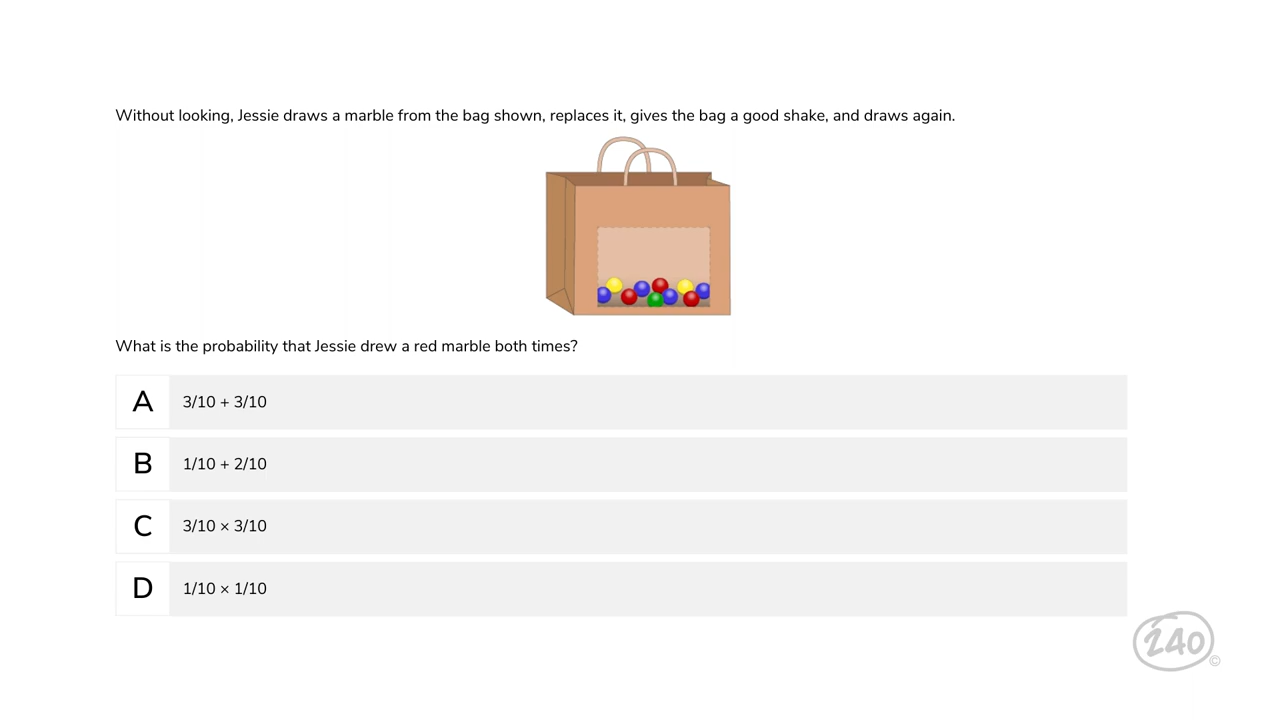 Without looking, Jessie draws a marble from the bag shown, replaces it, gives the bag a good shake, and draws again.
What is the probability that Jessie drew a red marble both times?
A 3/10 + 3/10
B 1/10 + 2/10
C 3/10 × 3/10
D 1/10 × 1/10
240 ©